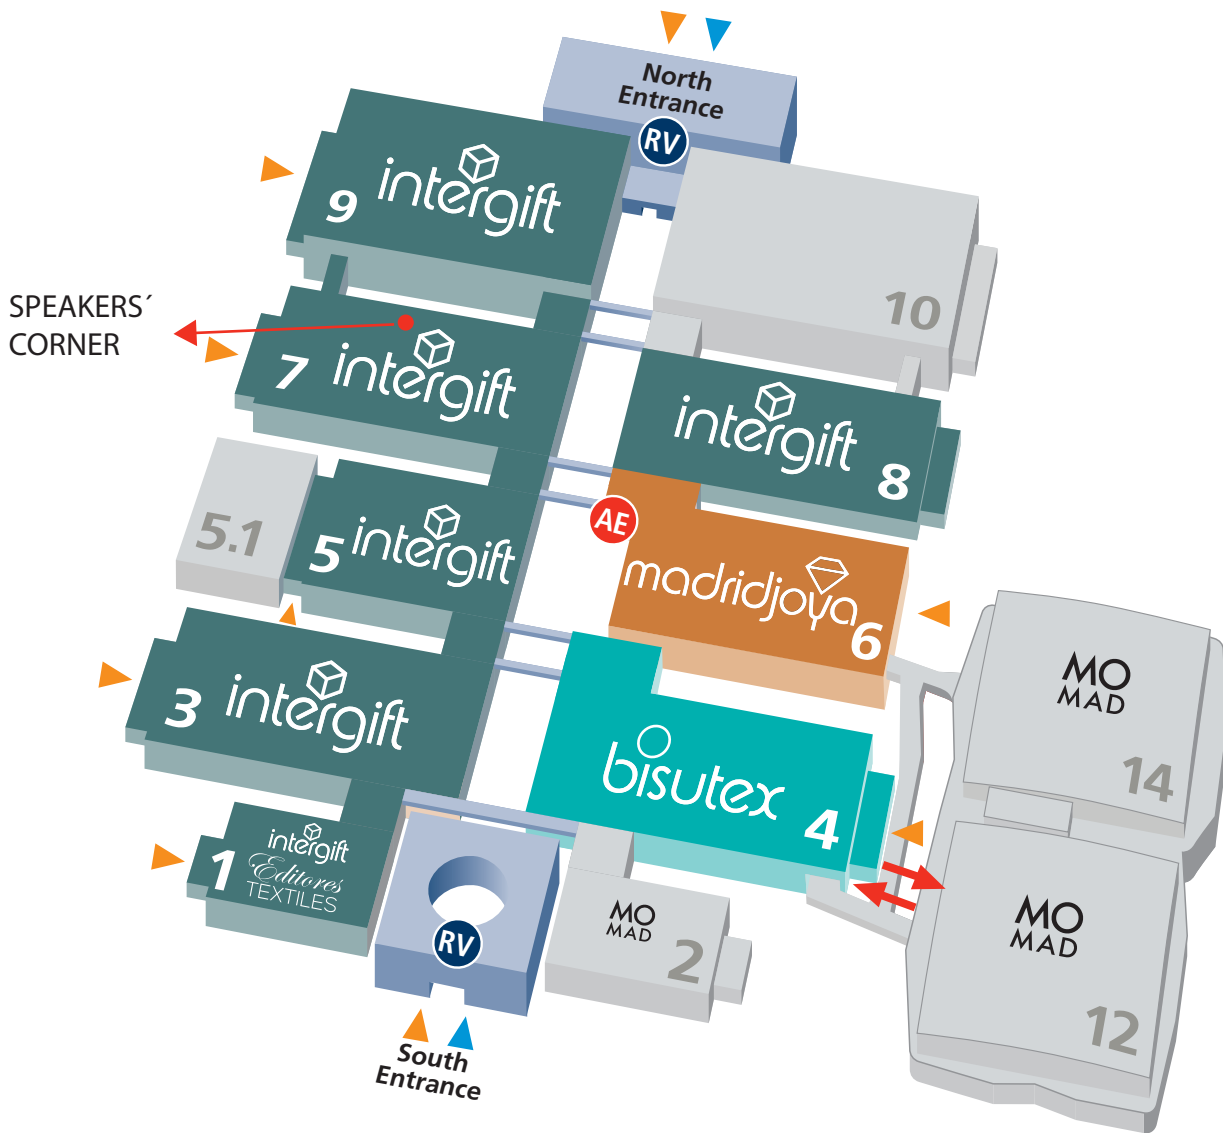 North
Entrance
RV
intergift
9
10
SPEAKERS´
CORNER
intergift
7
intergift
8
5.1
intergift
5
AE
madridjoya
6
intergift
3
MO
MAD
14
bisutex
4
intergift
Editores
TEXTILES
1
RV
MO
MAD
2
MO
MAD
12
South
Entrance